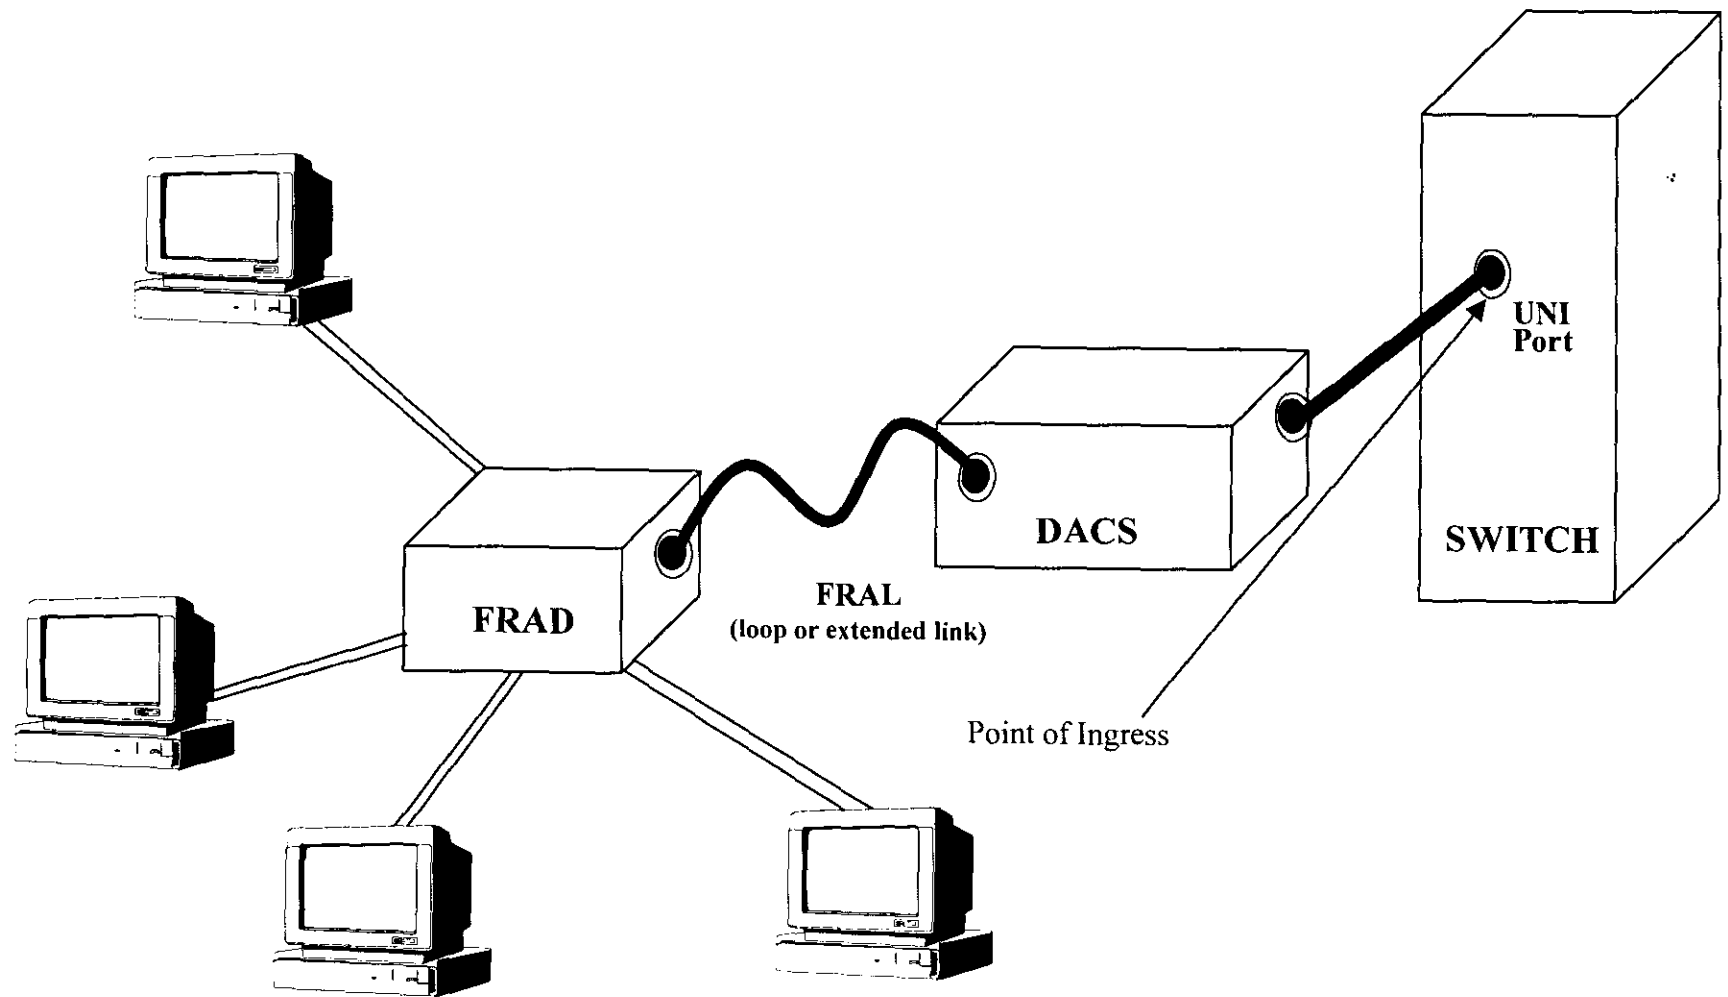 UNI
Port
SWITCH
DACS
FRAL
(loop or extended link)
FRAD
Point of Ingress